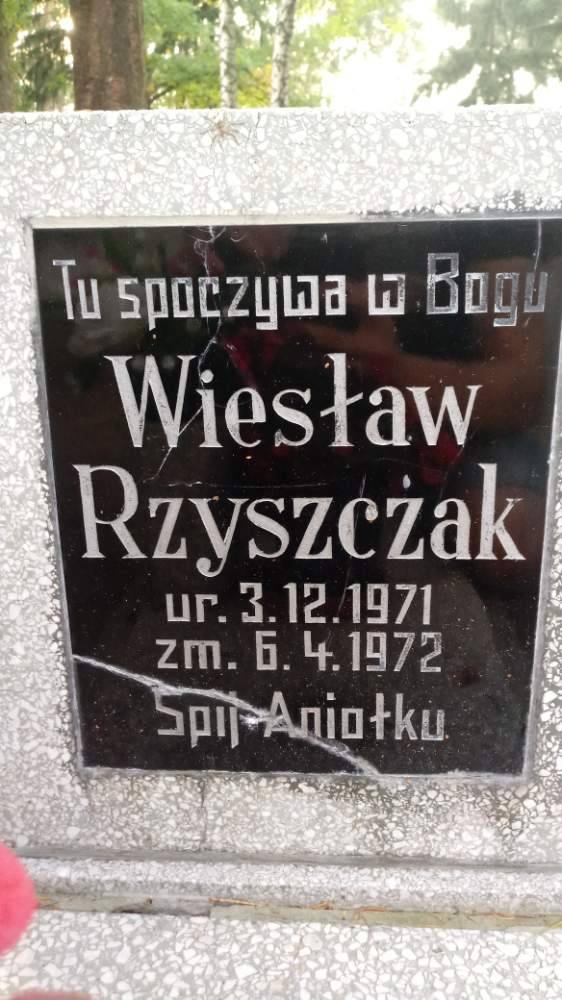 Tu spoczywa w Bogu
Wiesław
Rzyszczak
ur. 3.12.1971
zm. 6.4.1972
Śpij Aniołku